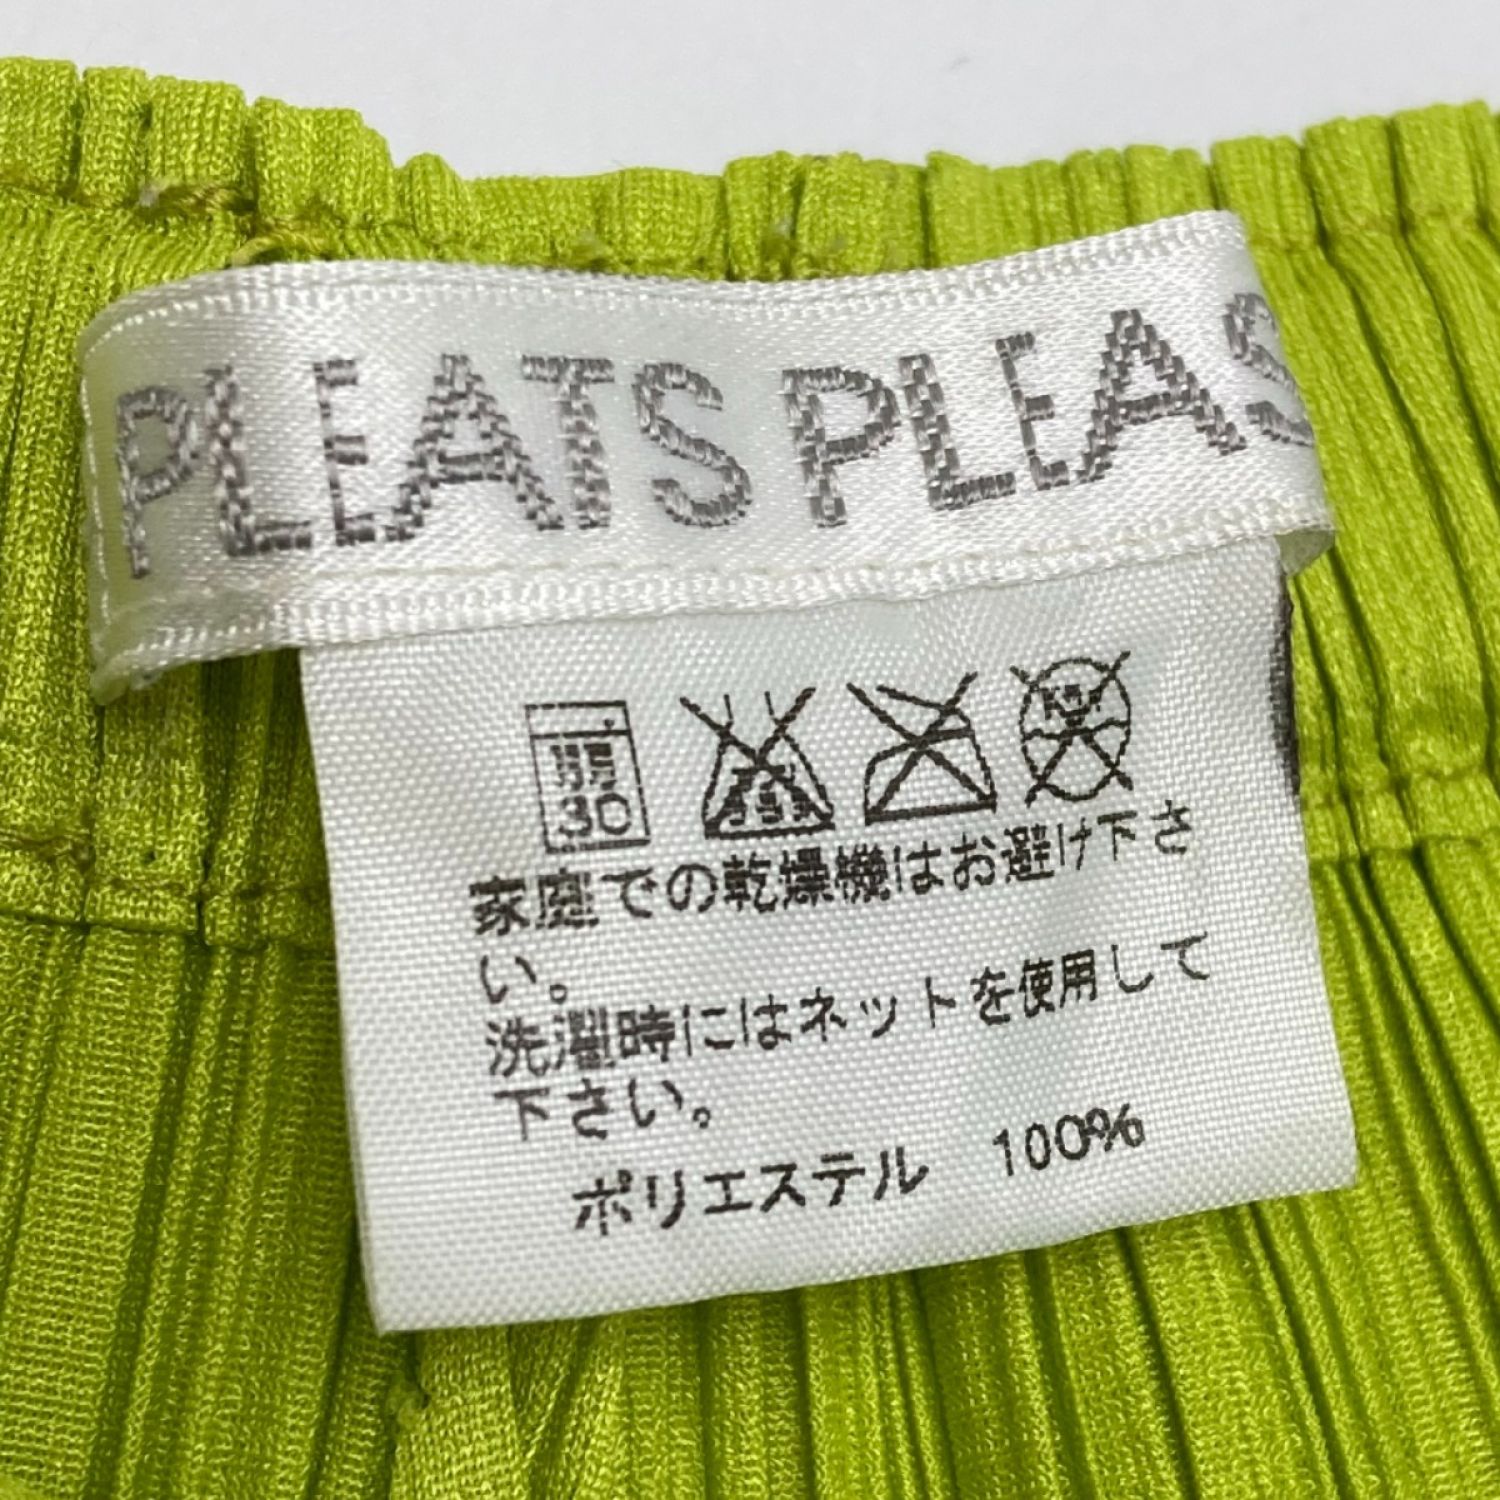 PLEATS PLEAS
30
家庭での乾燥機はお避け下さ
い。
洗濯時にはネットを使用して
下さい。
ポリエステル 100%